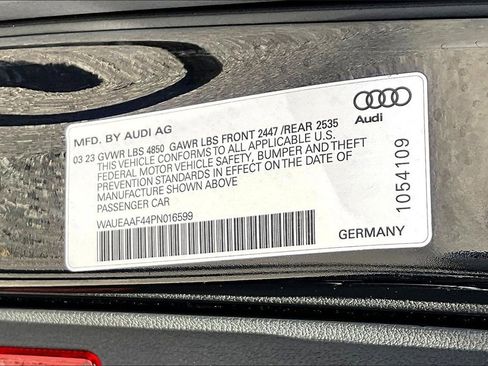 MFD. BY AUDI AG
03 23 GVWR LBS 4850 GAWR LBS FRONT 2447 /REAR 2535
THIS VEHICLE CONFORMS TO ALL APPLICABLE U.S.
FEDERAL MOTOR VEHICLE SAFETY, BUMPER AND THEFT
PREVENTION STANDARDS IN EFFECT ON THE DATE OF
MANUFACTURE SHOWN ABOVE
PASSENGER CAR
WAUEAAF44PN016599
Audi
1054109
GERMANY